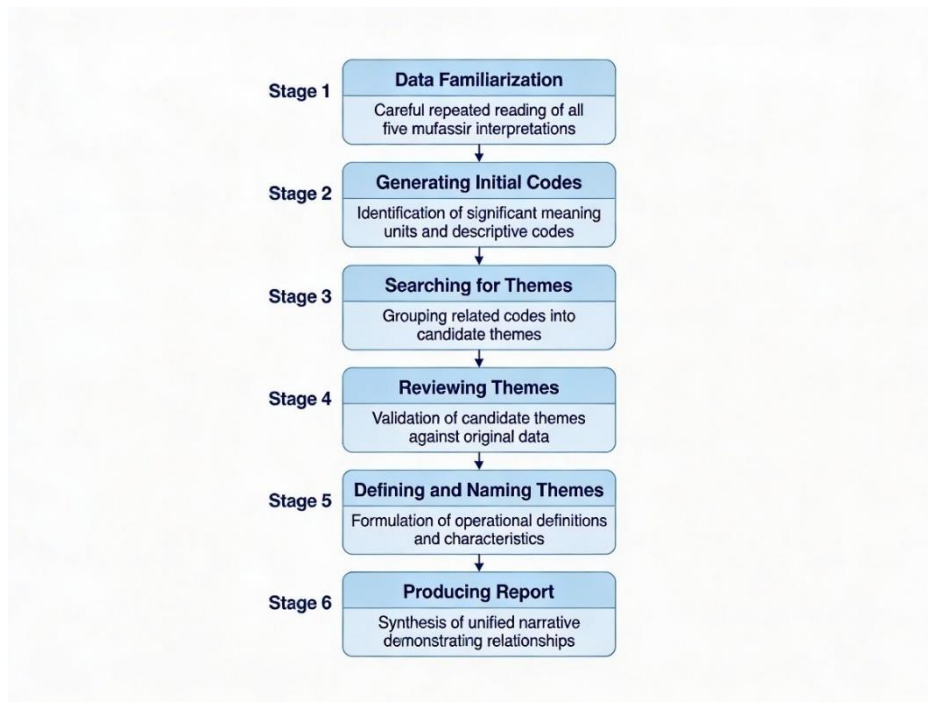 Stage 1
Data Familiarization
Careful repeated reading of all
five mufassir interpretations
Stage 2
Generating Initial Codes
Identification of significant meaning
units and descriptive codes
Stage 3
Searching for Themes
Grouping related codes into
candidate themes
Stage 4
Reviewing Themes
Validation of candidate themes
against original data
Stage 5
Defining and Naming Themes
Formulation of operational definitions
and characteristics
Stage 6
Producing Report
Synthesis of unified narrative
demonstrating relationships